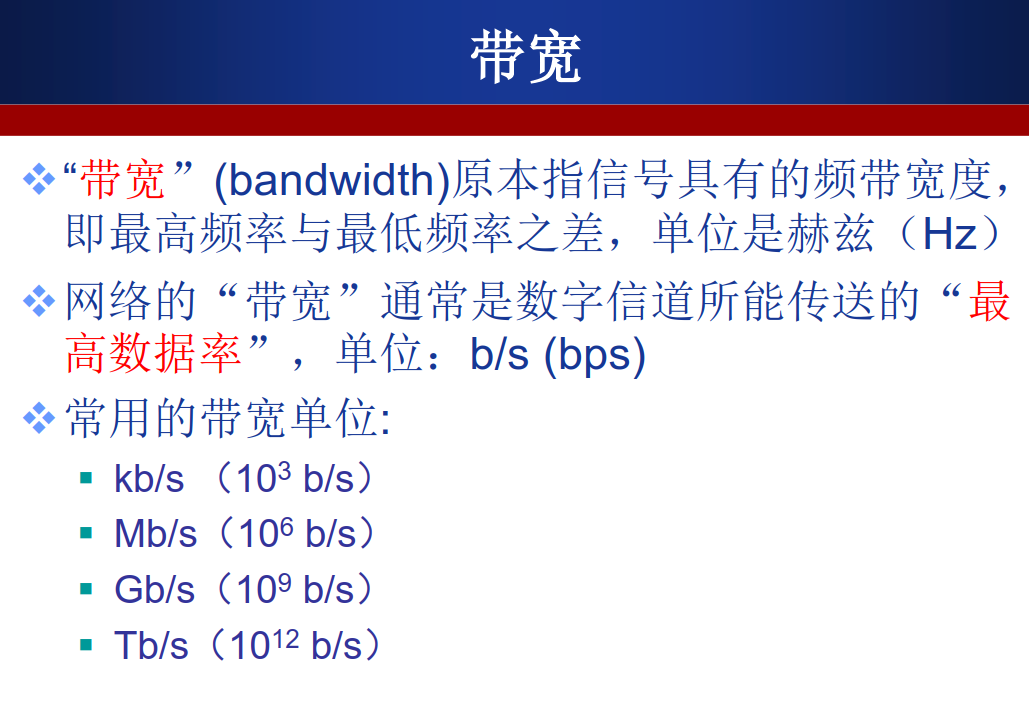 带宽
“带宽”(bandwidth)原本指信号具有的频带宽度，
即最高频率与最低频率之差，单位是赫兹（Hz）
网络的“带宽”通常是数字信道所能传送的“最
高数据率”，单位：b/s (bps)
常用的带宽单位:
kb/s （10³ b/s）
Mb/s（10⁶ b/s）
Gb/s（10⁹ b/s）
Tb/s（10¹² b/s）